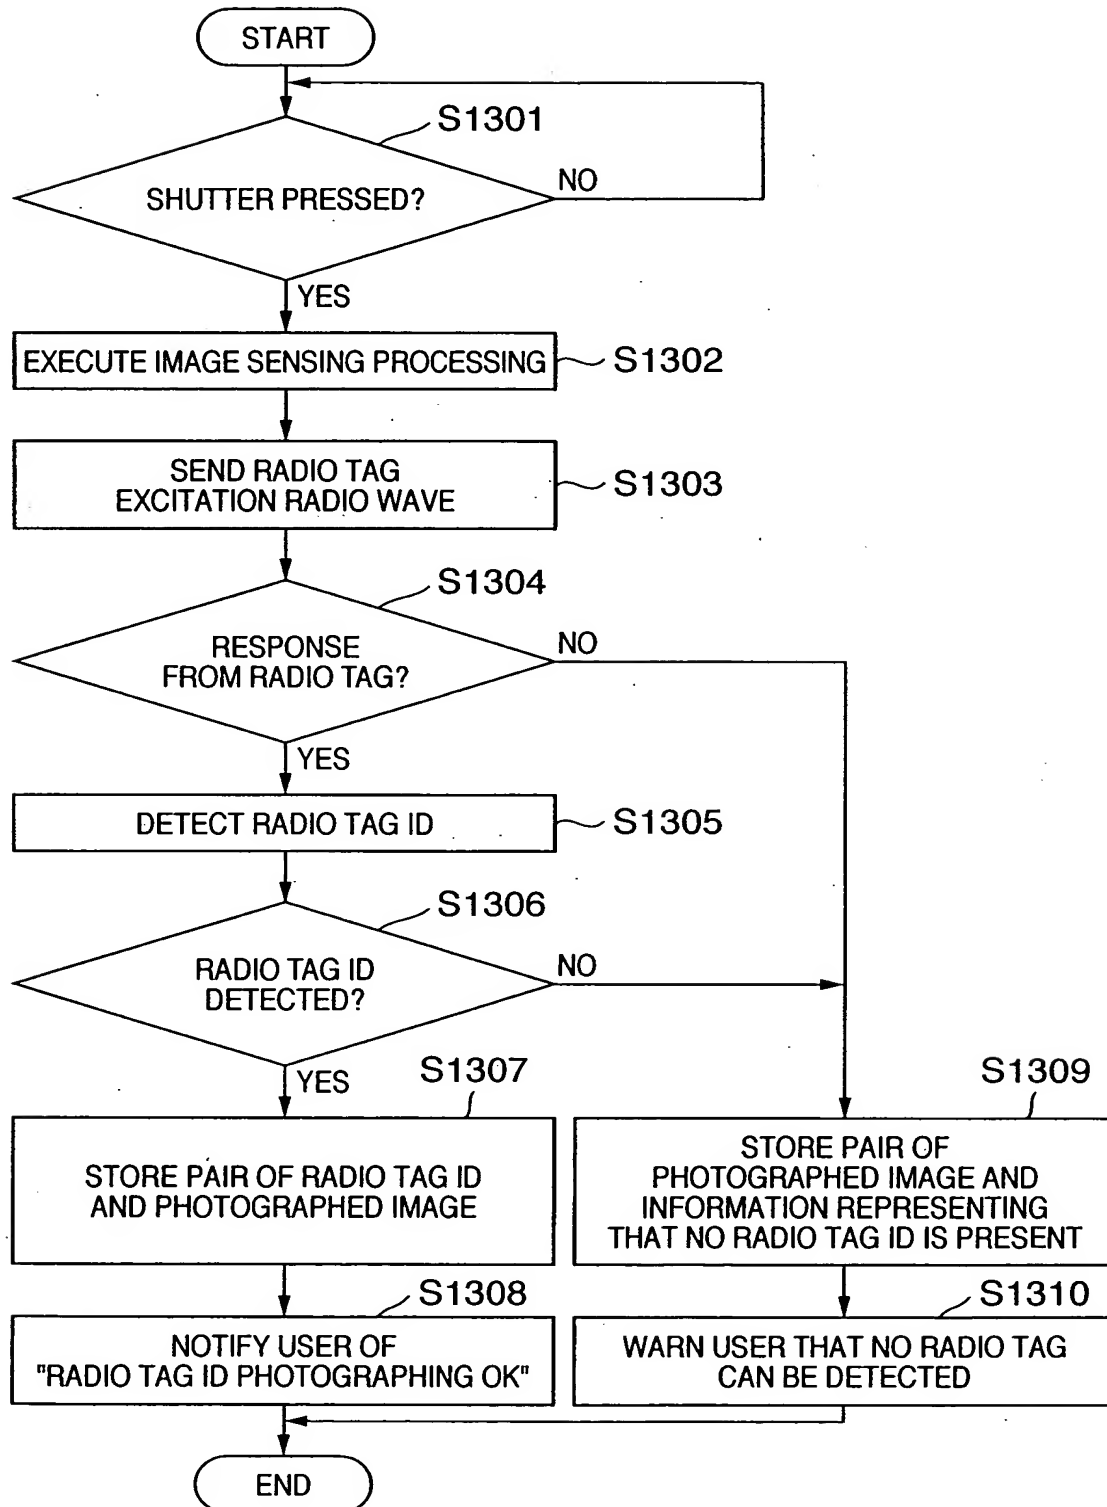 START
S1301
SHUTTER PRESSED?
NO
YES
EXECUTE IMAGE SENSING PROCESSING
S1302
SEND RADIO TAG
EXCITATION RADIO WAVE
S1303
S1304
RESPONSE
FROM RADIO TAG?
NO
YES
DETECT RADIO TAG ID
S1305
S1306
RADIO TAG ID
DETECTED?
NO
YES
S1307
STORE PAIR OF RADIO TAG ID
AND PHOTOGRAPHED IMAGE
S1309
STORE PAIR OF
PHOTOGRAPHED IMAGE AND
INFORMATION REPRESENTING
THAT NO RADIO TAG ID IS PRESENT
S1308
NOTIFY USER OF
"RADIO TAG ID PHOTOGRAPHING OK"
S1310
WARN USER THAT NO RADIO TAG
CAN BE DETECTED
END